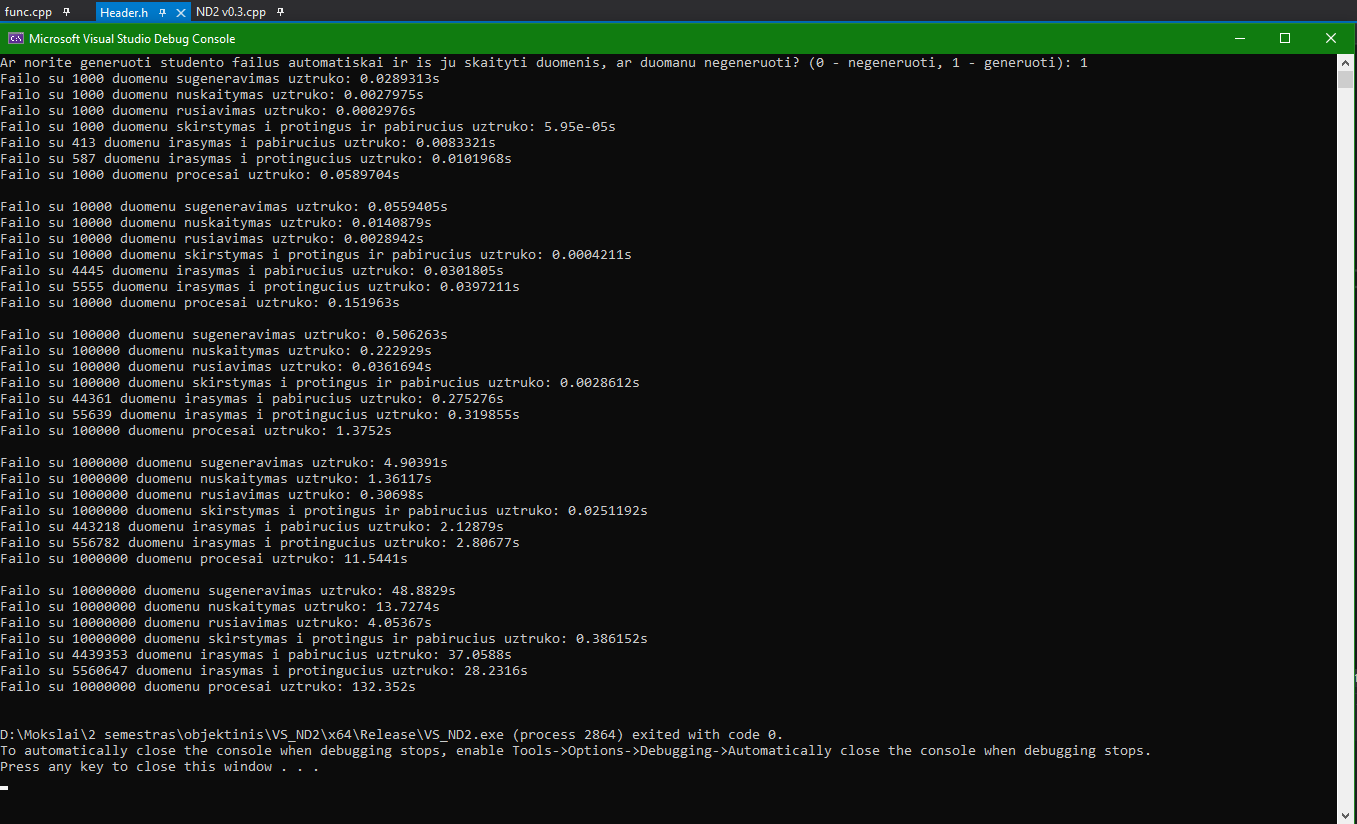 func.cpp Header.h ND2 v0.3.cpp
Microsoft Visual Studio Debug Console
Ar norite generuoti studento failus automatiskai ir is ju skaityti duomenis, ar duomanu negeneruoti? (0 - negeneruoti, 1 - generuoti): 1
Failo su 1000 duomenu sugeneravimas uztruko: 0.0289313s
Failo su 1000 duomenu nuskaitymas uztruko: 0.0027975s
Failo su 1000 duomenu rusiavimas uztruko: 0.0002976s
Failo su 1000 duomenu skirstymas i protingus ir pabirucius uztruko: 5.95e-05s
Failo su 413 duomenu irasymas i pabirucius uztruko: 0.0083321s
Failo su 587 duomenu irasymas i protingucius uztruko: 0.0101968s
Failo su 1000 duomenu procesai uztruko: 0.0589704s
Failo su 10000 duomenu sugeneravimas uztruko: 0.0559405s
Failo su 10000 duomenu nuskaitymas uztruko: 0.0140879s
Failo su 10000 duomenu rusiavimas uztruko: 0.0028942s
Failo su 10000 duomenu skirstymas i protingus ir pabirucius uztruko: 0.0004211s
Failo su 4445 duomenu irasymas i pabirucius uztruko: 0.0301805s
Failo su 5555 duomenu irasymas i protingucius uztruko: 0.0397211s
Failo su 10000 duomenu procesai uztruko: 0.151963s
Failo su 100000 duomenu sugeneravimas uztruko: 0.506263s
Failo su 100000 duomenu nuskaitymas uztruko: 0.222929s
Failo su 100000 duomenu rusiavimas uztruko: 0.0361694s
Failo su 100000 duomenu skirstymas i protingus ir pabirucius uztruko: 0.0028612s
Failo su 44361 duomenu irasymas i pabirucius uztruko: 0.275276s
Failo su 55639 duomenu irasymas i protingucius uztruko: 0.319855s
Failo su 100000 duomenu procesai uztruko: 1.3752s
Failo su 1000000 duomenu sugeneravimas uztruko: 4.90391s
Failo su 1000000 duomenu nuskaitymas uztruko: 1.36117s
Failo su 1000000 duomenu rusiavimas uztruko: 0.30698s
Failo su 1000000 duomenu skirstymas i protingus ir pabirucius uztruko: 0.0251192s
Failo su 443218 duomenu irasymas i pabirucius uztruko: 2.12879s
Failo su 556782 duomenu irasymas i protingucius uztruko: 2.80677s
Failo su 1000000 duomenu procesai uztruko: 11.5441s
Failo su 10000000 duomenu sugeneravimas uztruko: 48.8829s
Failo su 10000000 duomenu nuskaitymas uztruko: 13.7274s
Failo su 10000000 duomenu rusiavimas uztruko: 4.05367s
Failo su 10000000 duomenu skirstymas i protingus ir pabirucius uztruko: 0.386152s
Failo su 4439353 duomenu irasymas i pabirucius uztruko: 37.0588s
Failo su 5560647 duomenu irasymas i protingucius uztruko: 28.2316s
Failo su 10000000 duomenu procesai uztruko: 132.352s
D:\Mokslai\2 semestras\objektinis\VS_ND2\x64\Release\VS_ND2.exe (process 2864) exited with code 0.
To automatically close the console when debugging stops, enable Tools->Options->Debugging->Automatically close the console when debugging stops.
Press any key to close this window . . .